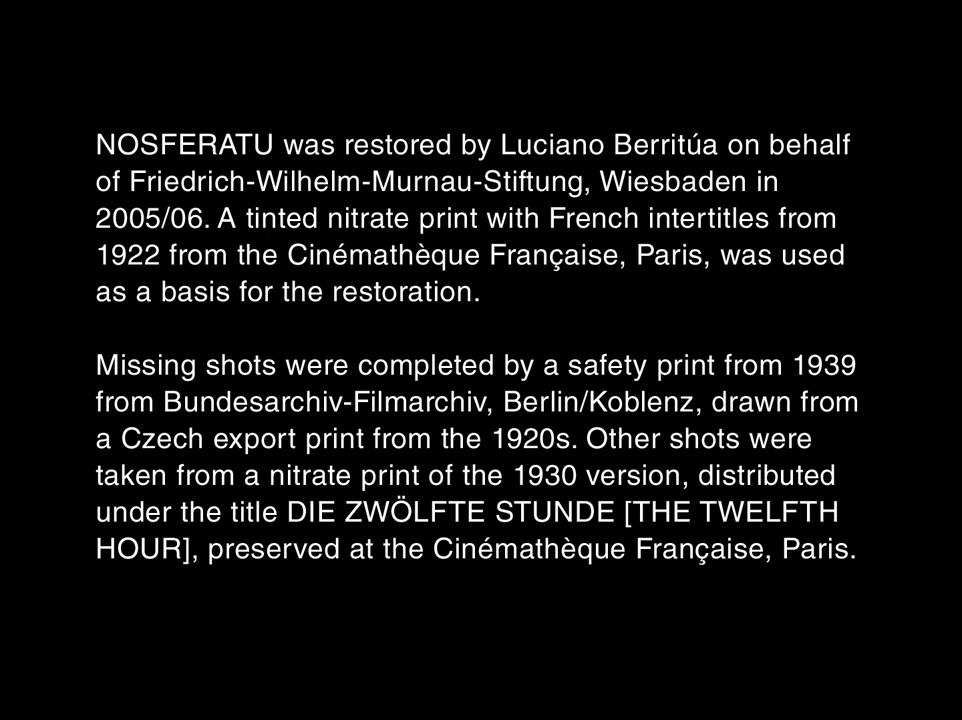 NOSFERATU was restored by Luciano Berritúa on behalf
of Friedrich-Wilhelm-Murnau-Stiftung, Wiesbaden in
2005/06. A tinted nitrate print with French intertitles from
1922 from the Cinémathèque Française, Paris, was used
as a basis for the restoration.
Missing shots were completed by a safety print from 1939
from Bundesarchiv-Filmarchiv, Berlin/Koblenz, drawn from
a Czech export print from the 1920s. Other shots were
taken from a nitrate print of the 1930 version, distributed
under the title DIE ZWÖLFTE STUNDE [THE TWELFTH
HOUR], preserved at the Cinémathèque Française, Paris.